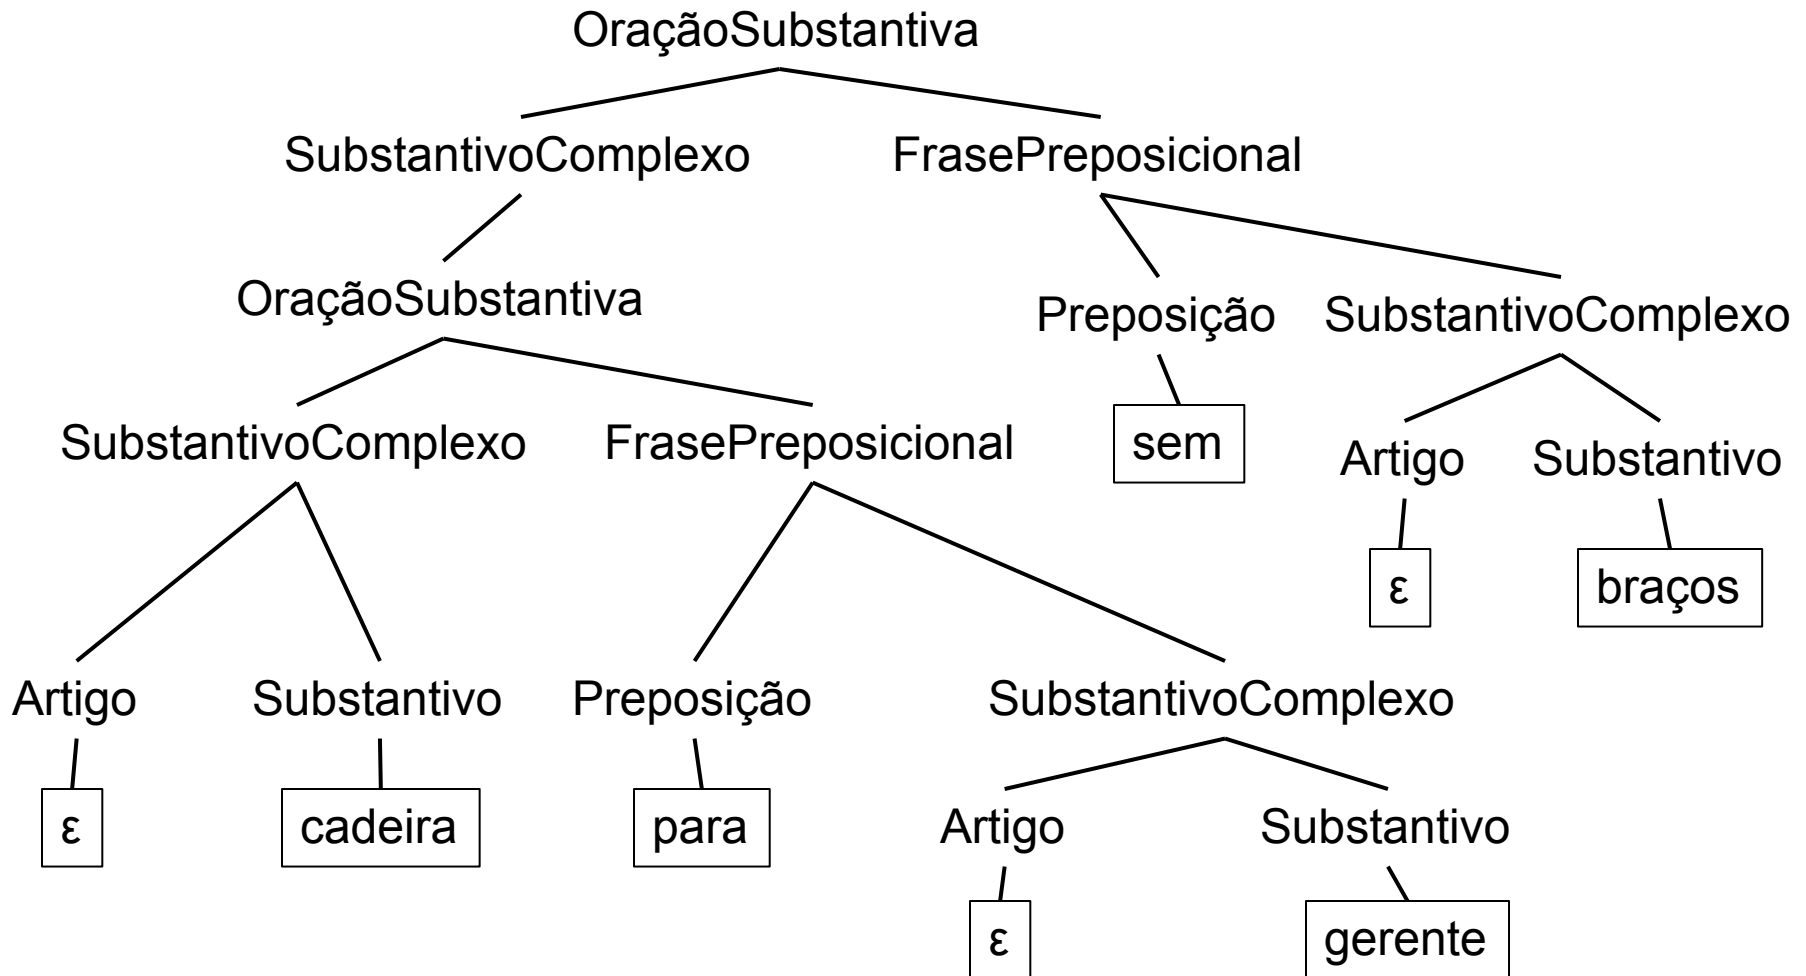 OraçãoSubstantiva
SubstantivoComplexo FrasePreposicional
OraçãoSubstantiva Preposição SubstantivoComplexo
SubstantivoComplexo FrasePreposicional sem Artigo Substantivo
ε braços
Artigo Substantivo Preposição SubstantivoComplexo
ε cadeira para Artigo Substantivo
ε gerente